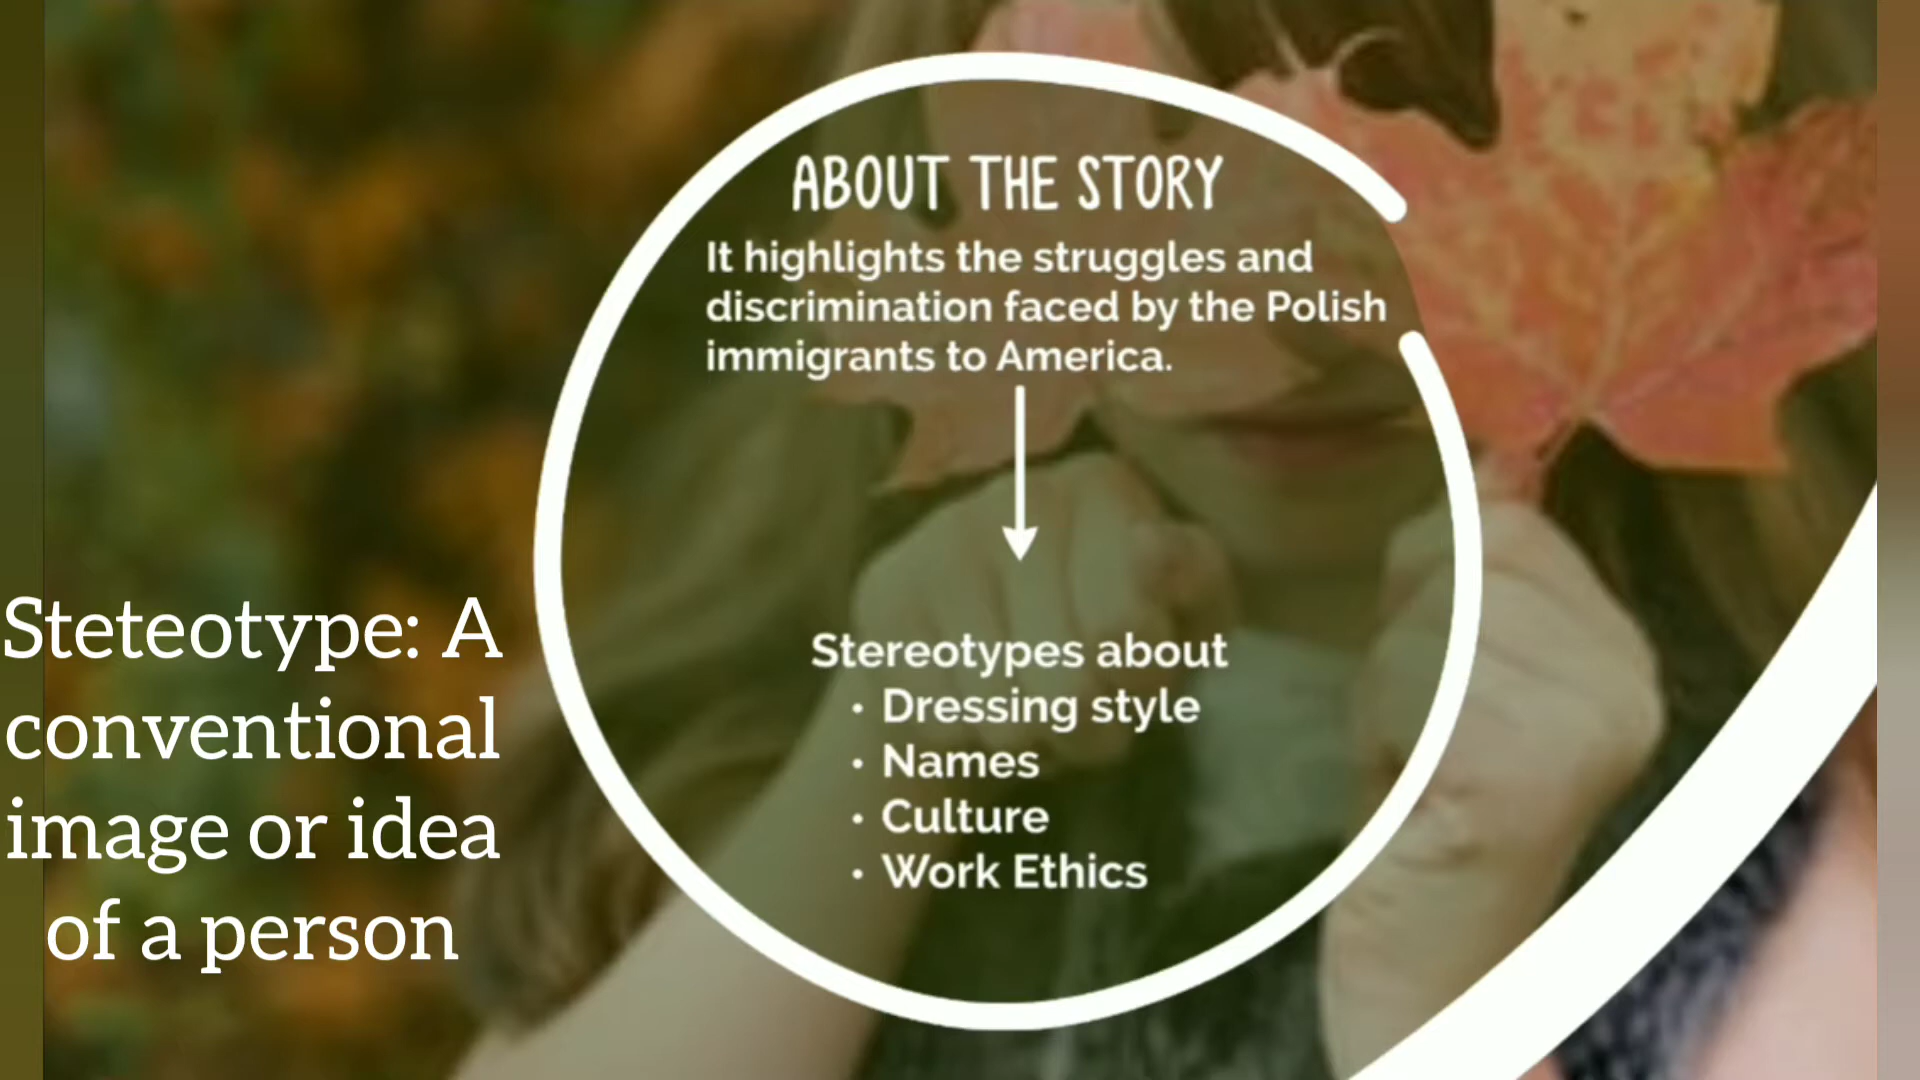 ABOUT THE STORY
It highlights the struggles and
discrimination faced by the Polish
immigrants to America.
Stereotypes about
• Dressing style
• Names
• Culture
• Work Ethics
Steteotype: A
conventional
image or idea
of a person